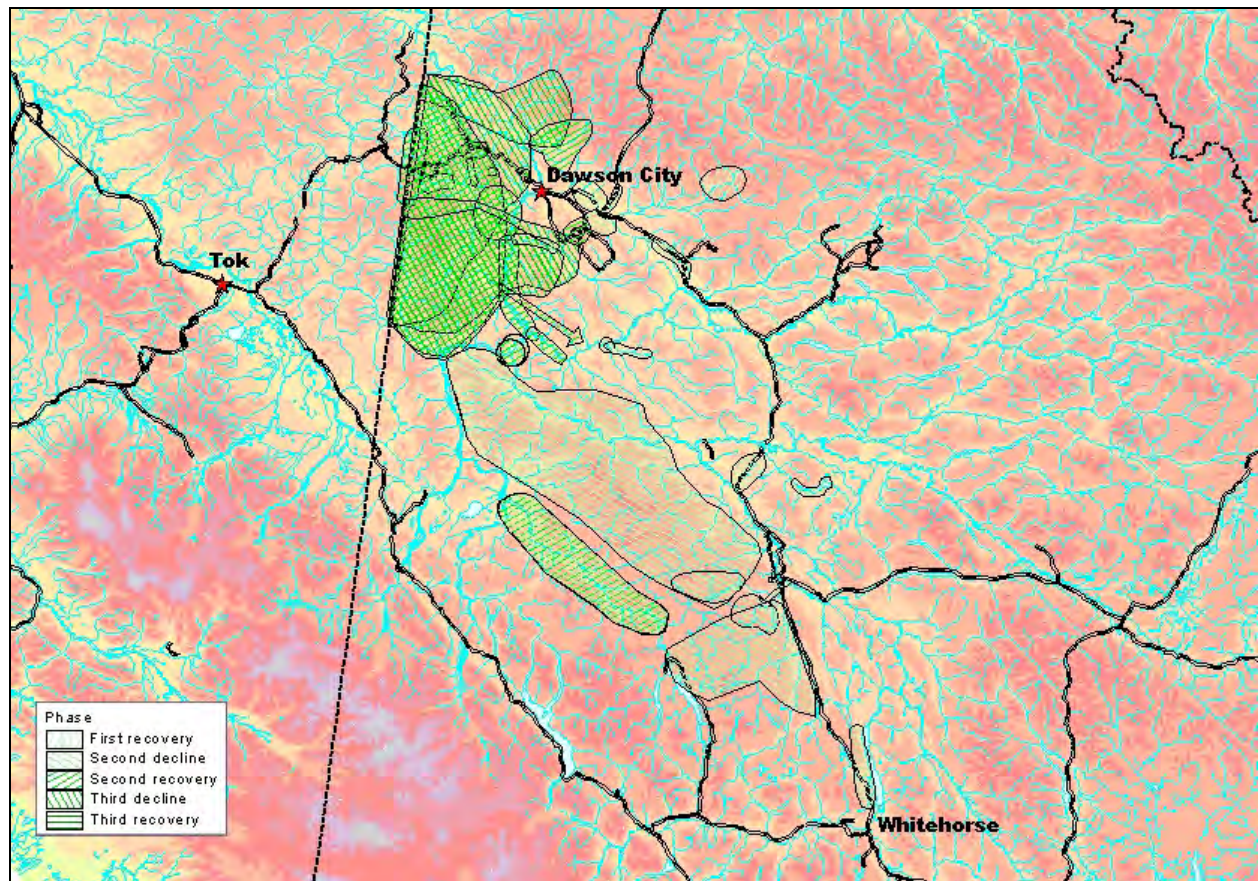 Dawson City
Tok
Phase
First recovery
Second decline
Second recovery
Third decline
Third recovery
Whitehorse